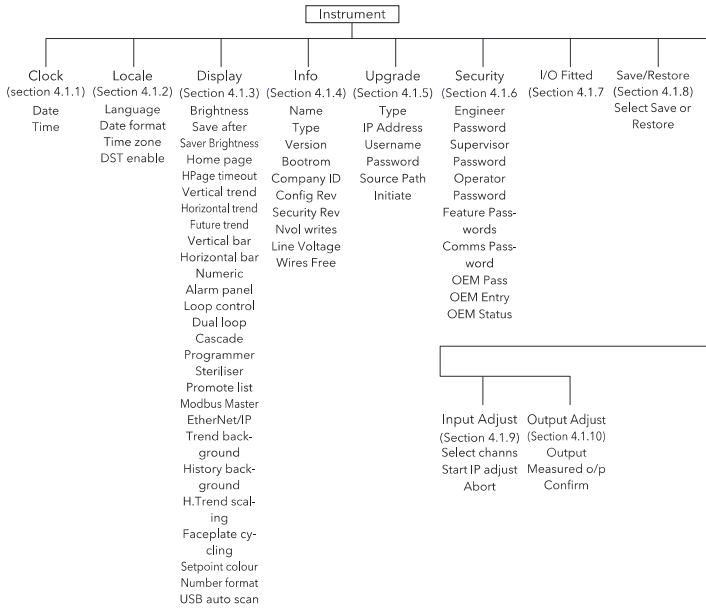 Instrument
Clock
(section 4.1.1)
Date
Time
Locale
(section 4.1.2)
Language
Date format
Time zone
DST enable
Display
(Section 4.1.3)
Brightness
Save after
Saver Brightness
Home page
HPage timeout
Vertical trend
Horizontal trend
Future trend
Vertical bar
Horizontal bar
Numeric
Alarm panel
Loop control
Dual loop
Cascade
Programmer
Steriliser
Promote list
Modbus Master
EtherNet/IP
Trend back-
ground
History back-
ground
H.Trend scal-
ing
Faceplate cy-
cling
Setpoint colour
Number format
USB auto scan
Info
(Section 4.1.4)
Name
Type
Version
Bootrom
Company ID
Config Rev
Security Rev
Nvol writes
Line Voltage
Wires Free
Upgrade
(Section 4.1.5)
Type
IP Address
Username
Password
Source Path
Initiate
Security
(Section 4.1.6
Engineer
Password
Supervisor
Password
Operator
Password
Feature Pass-
words
Comms Pass-
word
OEM Pass
OEM Entry
OEM Status
I/O Fitted
(Section 4.1.7
Save/Restore
(Section 4.1.8)
Select Save or
Restore
Input Adjust
(Section 4.1.9)
Select channs
Start IP adjust
Abort
Output Adjust
(Section 4.1.10)
Output
Measured o/p
Confirm